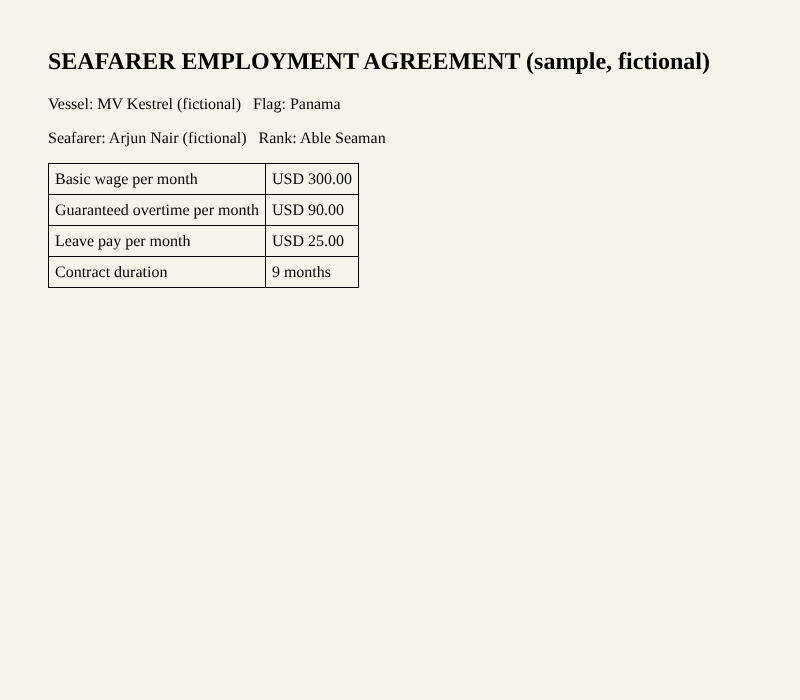 SEAFARER EMPLOYMENT AGREEMENT (sample, fictional)
Vessel: MV Kestrel (fictional) Flag: Panama
Seafarer: Arjun Nair (fictional) Rank: Able Seaman
Basic wage per month USD 300.00
Guaranteed overtime per month USD 90.00
Leave pay per month USD 25.00
Contract duration 9 months